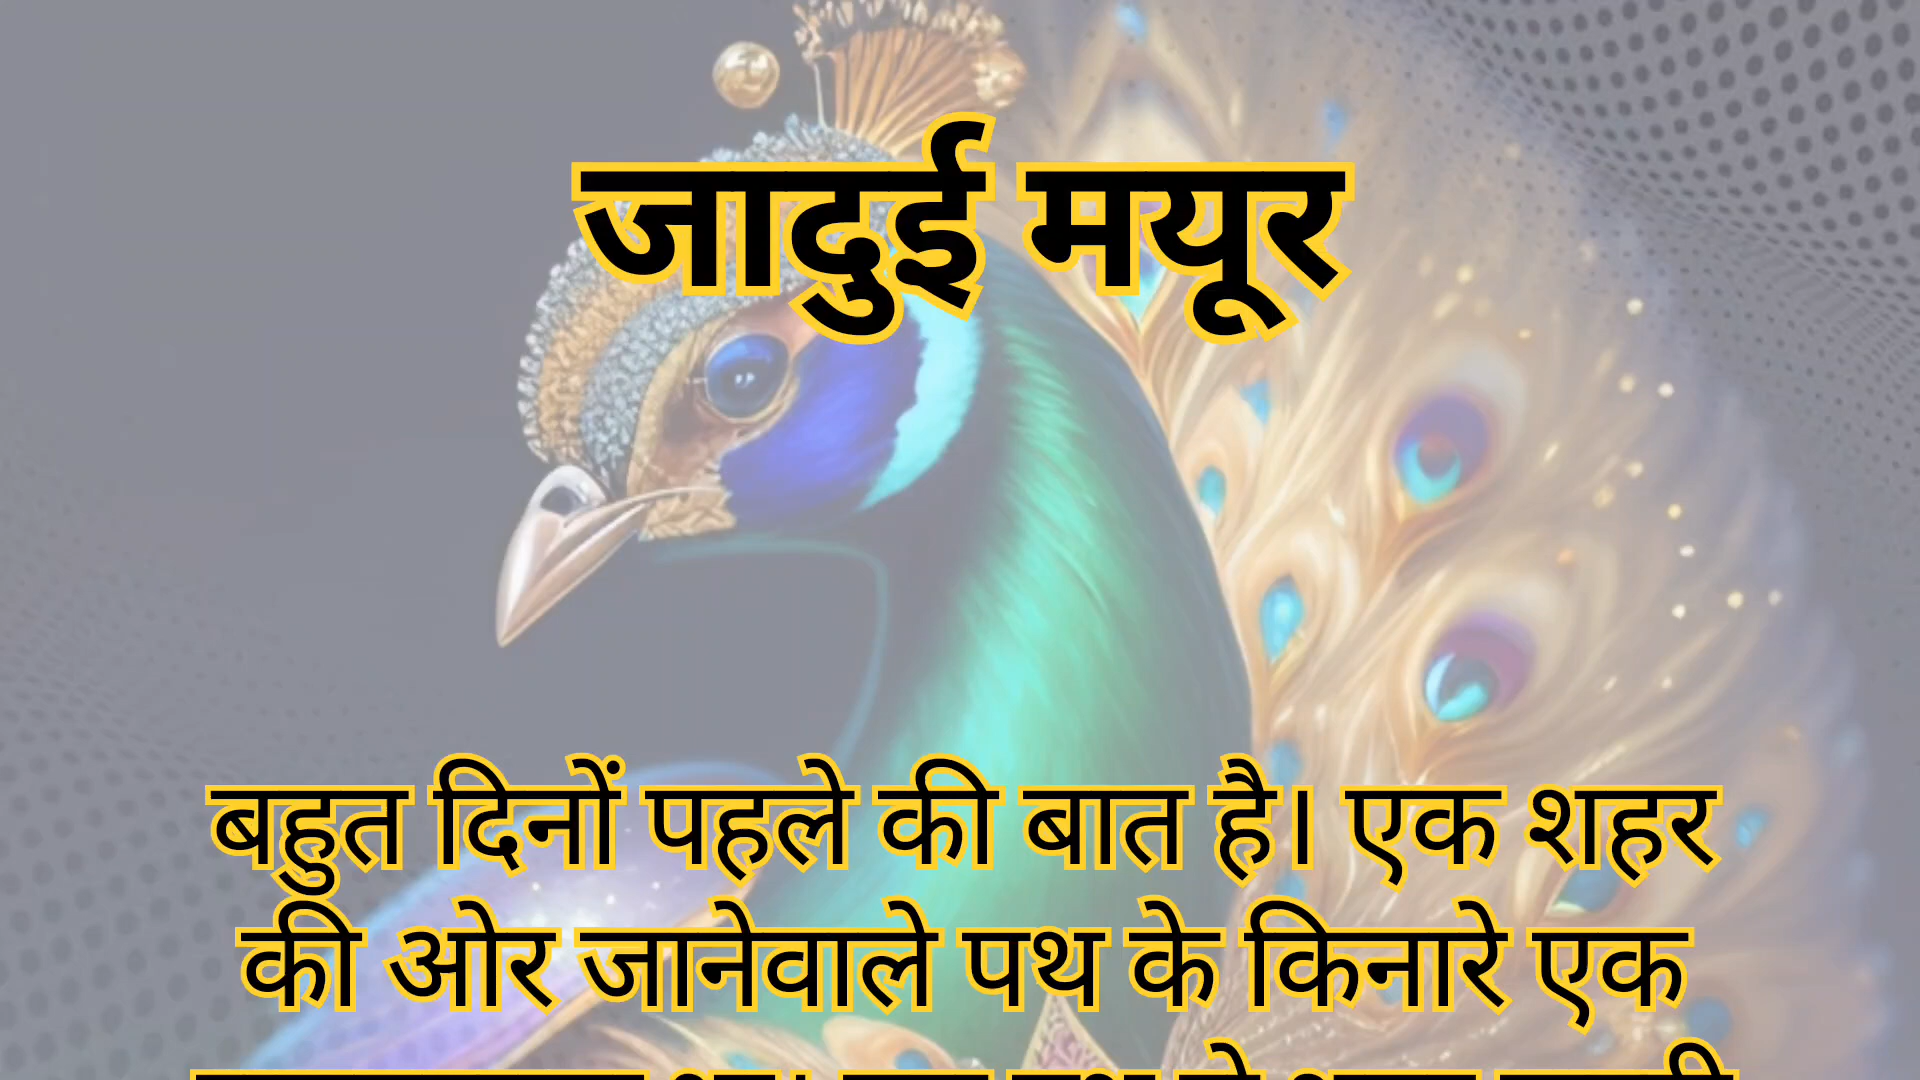 जादुई मयूर
बहुत दिनों पहले की बात है। एक शहर
की ओर जानेवाले पथ के किनारे एक